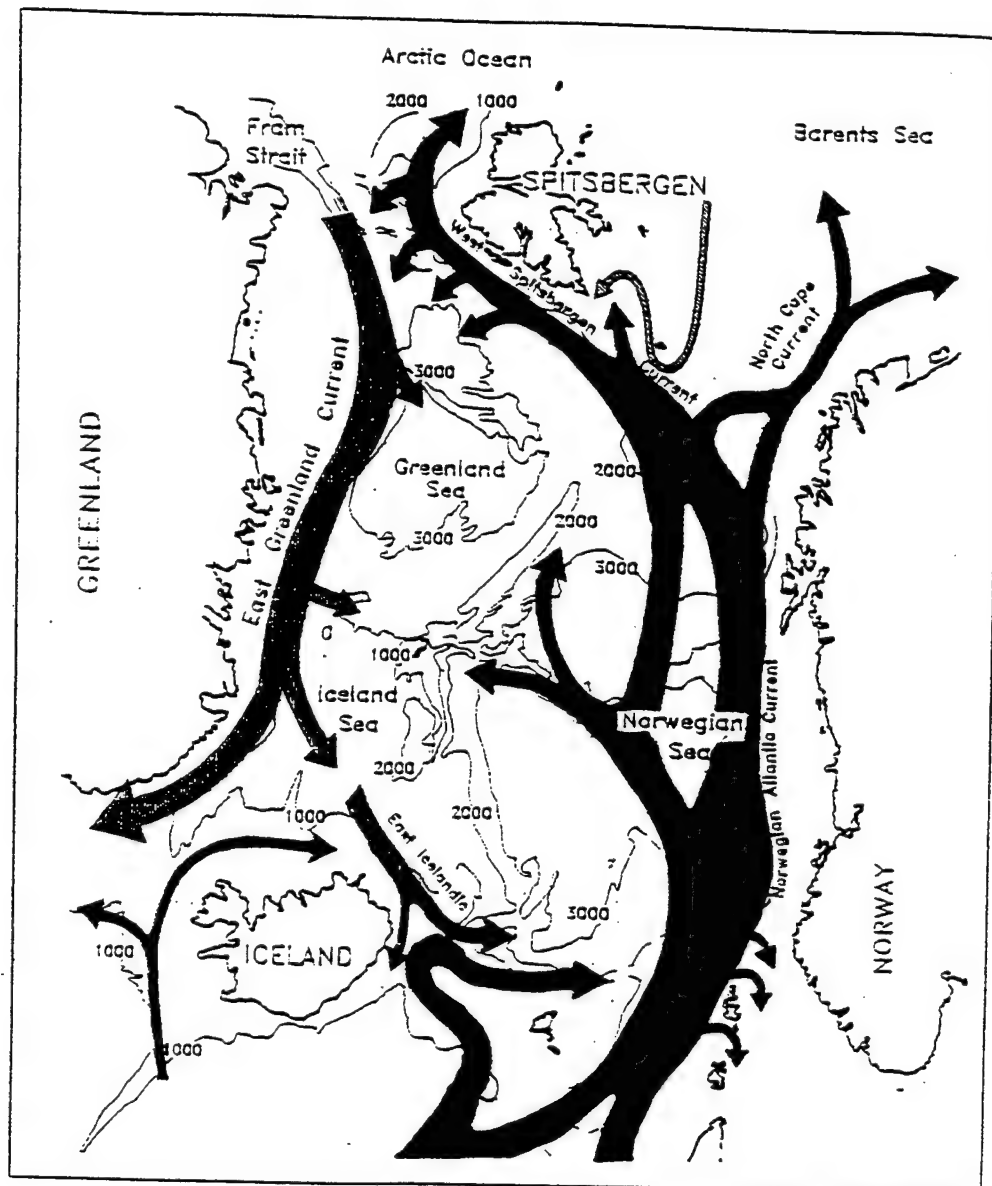 Arctic Ocean
2000
1000
Fram
Strait
Barents Sea
SPITSBERGEN
West
Spitsbergen
Current
North Cape
Current
3000
GREENLAND
East Greenland Current
Greenland
Sea
2000
2000
3000
3000
0
1000
Iceland
Sea
Norwegian
Sea
2000
Norwegian Atlantic Current
1000
2000
East Icelandic
3000
1000
ICELAND
NORWAY
1000